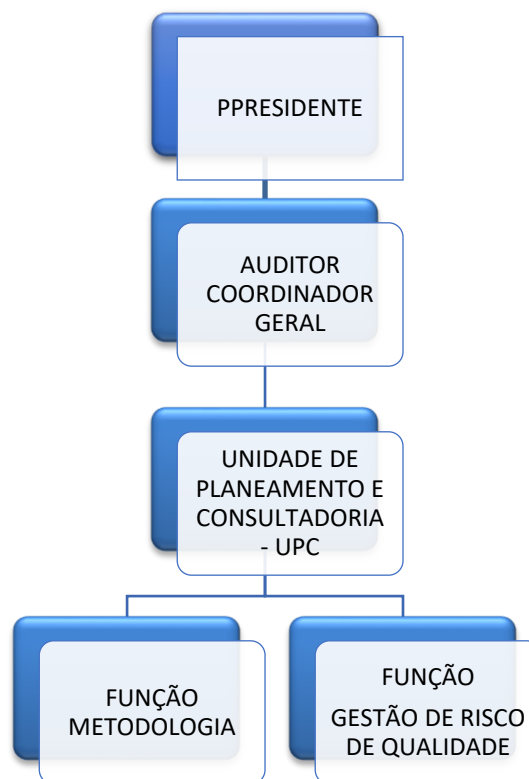 PPRESIDENTE
AUDITOR
COORDINADOR
GERAL
UNIDADE DE
PLANEAMENTO E
CONSULTADORIA
- UPC
FUNÇÃO
METODOLOGIA
FUNÇÃO
GESTÃO DE RISCO
DE QUALIDADE